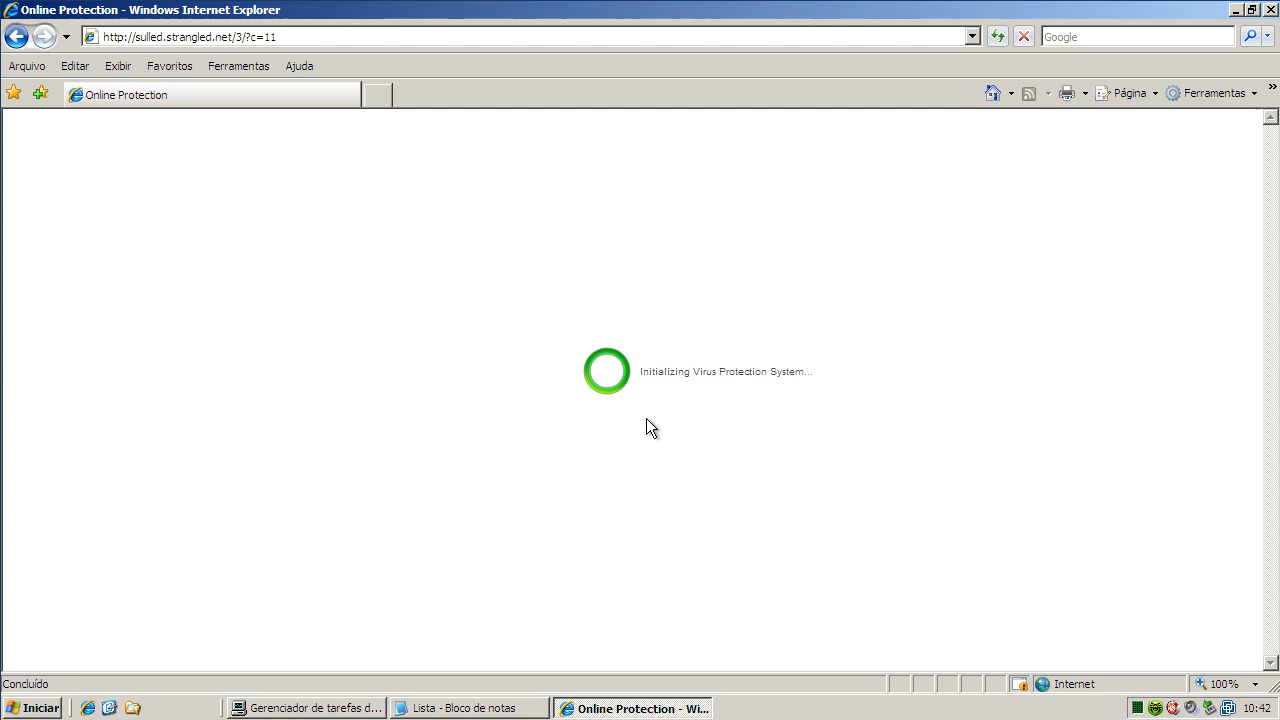 Online Protection - Windows Internet Explorer
http://sulled.strangled.net/3/?c=11
Google
Arquivo Editar Exibir Favoritos Ferramentas Ajuda
Online Protection
Página Ferramentas
Initializing Virus Protection System...
Concluído
Internet
100%
Iniciar
Gerenciador de tarefas d...
Lista - Bloco de notas
Online Protection - Wi...
10:42